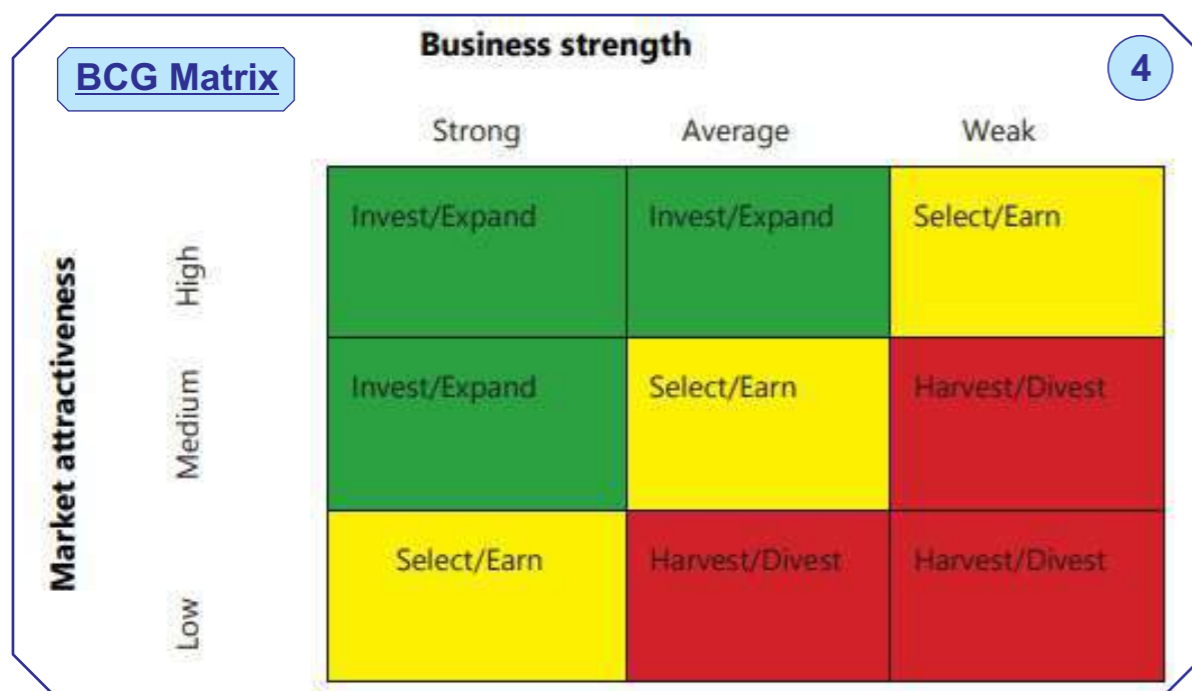 Business strength
BCG Matrix
4
Strong Average Weak
Invest/Expand Invest/Expand Select/Earn
High
Invest/Expand Select/Earn Harvest/Divest
Medium
Market attractiveness
Select/Earn Harvest/Divest Harvest/Divest
Low